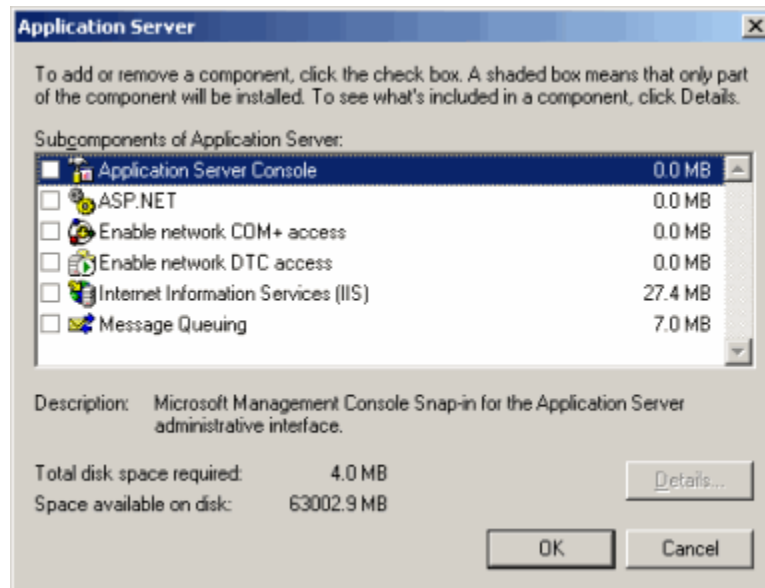 Application Server
To add or remove a component, click the check box. A shaded box means that only part
of the component will be installed. To see what's included in a component, click Details.
Subcomponents of Application Server:
Application Server Console 0.0 MB
ASP.NET 0.0 MB
Enable network COM+ access 0.0 MB
Enable network DTC access 0.0 MB
Internet Information Services (IIS) 27.4 MB
Message Queuing 7.0 MB
Description: Microsoft Management Console Snap-in for the Application Server
administrative interface.
Total disk space required: 4.0 MB
Details...
Space available on disk: 63002.9 MB
OK Cancel